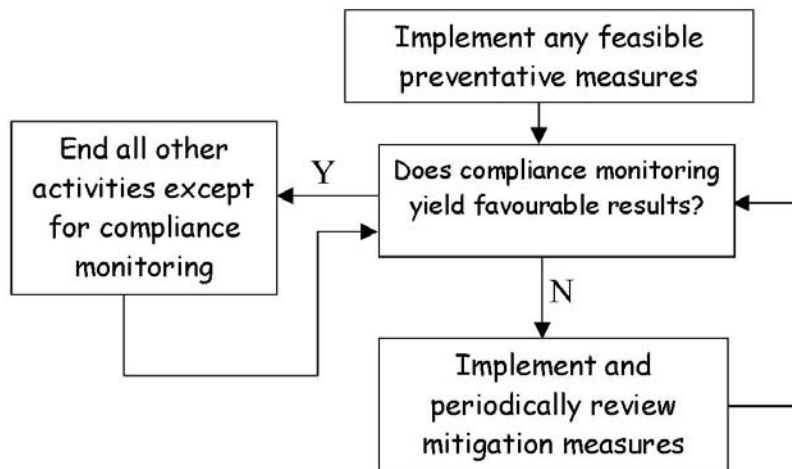 Implement any feasible
preventative measures
Does compliance monitoring
yield favourable results?
Y
End all other
activities except
for compliance
monitoring
N
Implement and
periodically review
mitigation measures